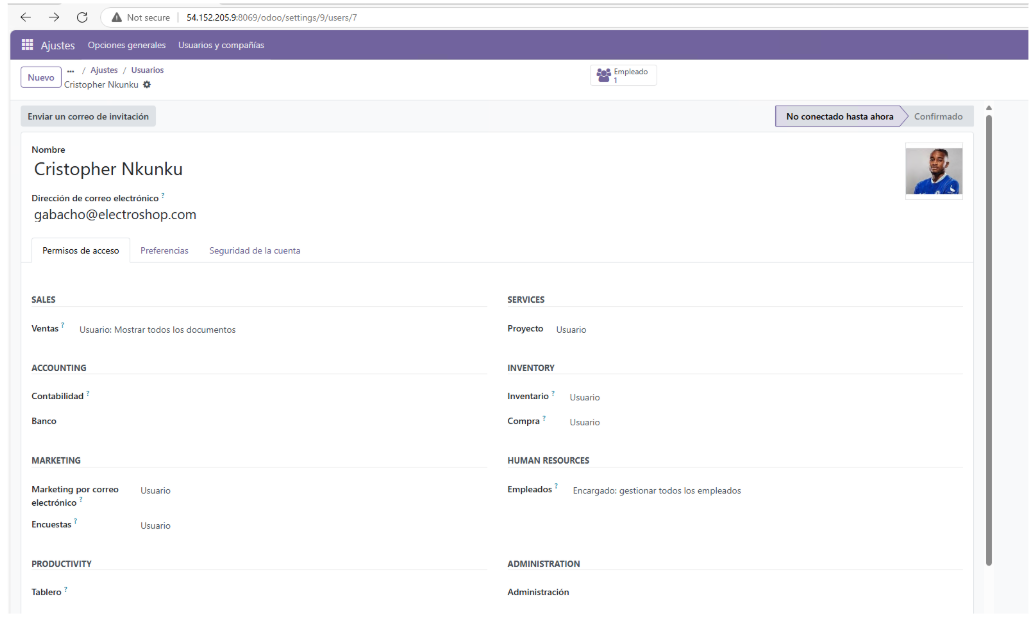 Not secure 54.152.205.9:8069/odoo/settings/9/users/7
Ajustes Opciones generales Usuarios y compañías
Nuevo ... / Ajustes / Usuarios
Cristopher Nkunku
Empleado
1
Enviar un correo de invitación
No conectado hasta ahora Confirmado
Nombre
Cristopher Nkunku
Dirección de correo electrónico ?
gabacho@electroshop.com
Permisos de acceso Preferencias Seguridad de la cuenta
SALES
Ventas ? Usuario: Mostrar todos los documentos
SERVICES
Proyecto Usuario
ACCOUNTING
Contabilidad ?
Banco
INVENTORY
Inventario ? Usuario
Compra ? Usuario
MARKETING
Marketing por correo
electrónico ? Usuario
Encuestas ? Usuario
HUMAN RESOURCES
Empleados ? Encargado: gestionar todos los empleados
PRODUCTIVITY
Tablero ?
ADMINISTRATION
Administración